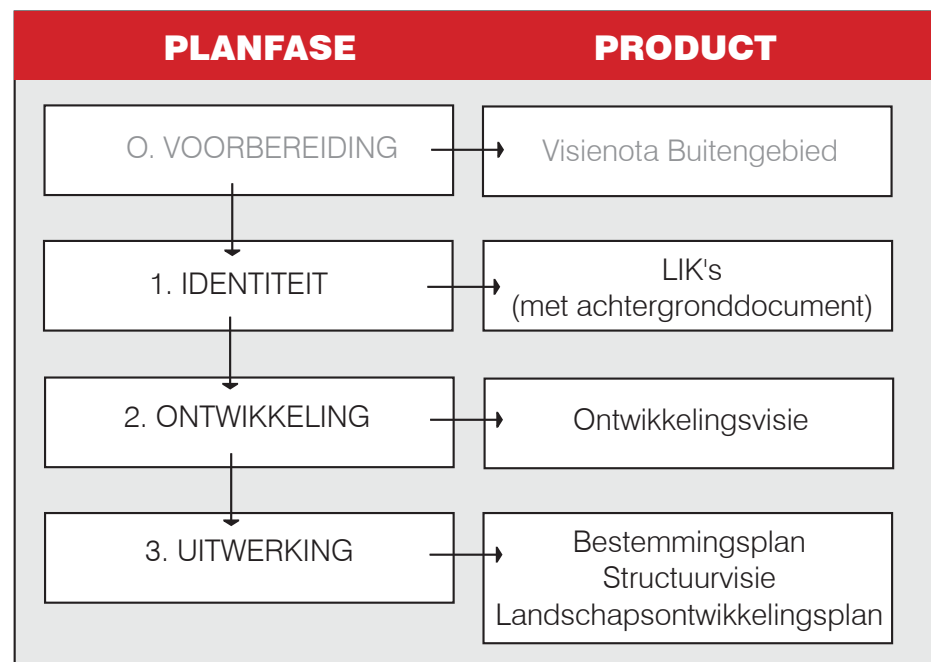 PLANFASE PRODUCT
O. VOORBEREIDING
Visienota Buitengebied
1. IDENTITEIT
LIK's
(met achtergronddocument)
2. ONTWIKKELING
Ontwikkelingsvisie
3. UITWERKING
Bestemmingsplan
Structuurvisie
Landschapsontwikkelingsplan